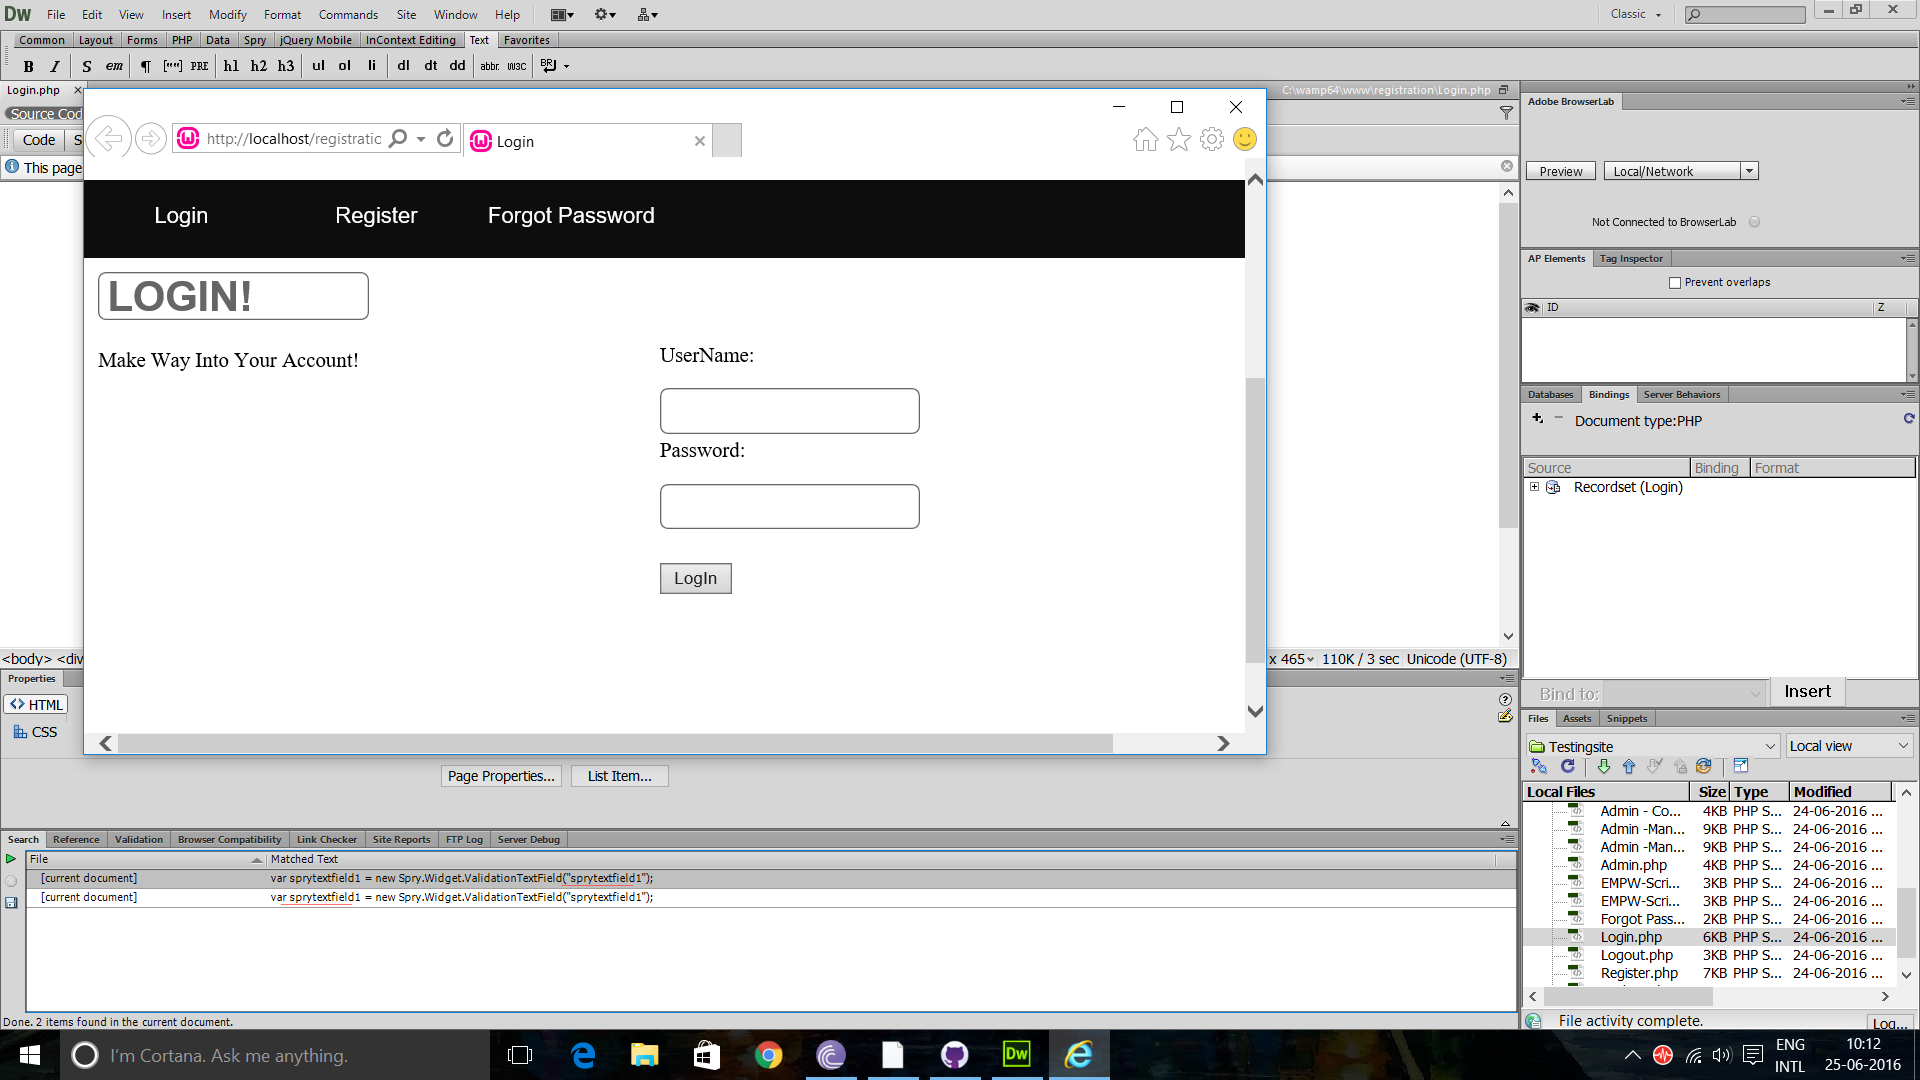 Dw File Edit View Insert Modify Format Commands Site Window Help Classic
Common Layout Forms PHP Data Spry jQuery Mobile InContext Editing Text Favorites
B I S em ¶ [""] PRE h1 h2 h3 ul ol li dl dt dd abbr. W3C BR
Login.php C:\wamp64\www\registration\Login.php
Source Cod
Code S
This page
http://localhost/registratic Login
Login Register Forgot Password
LOGIN!
Make Way Into Your Account!
UserName:
Password:
LogIn
<body> <div x 465 110K / 3 sec Unicode (UTF-8)
Properties
<> HTML
CSS
Page Properties... List Item...
Search Reference Validation Browser Compatibility Link Checker Site Reports FTP Log Server Debug
File Matched Text
[current document] var sprytextfield1 = new Spry.Widget.ValidationTextField("sprytextfield1");
[current document] var sprytextfield1 = new Spry.Widget.ValidationTextField("sprytextfield1");
Done. 2 items found in the current document.
Adobe BrowserLab
Preview Local/Network
Not Connected to BrowserLab
AP Elements Tag Inspector
Prevent overlaps
ID Z
Databases Bindings Server Behaviors
Document type:PHP
Source Binding Format
Recordset (Login)
Bind to: Insert
Files Assets Snippets
Testingsite Local view
Local Files Size Type Modified
Admin - Co... 4KB PHP S... 24-06-2016 ...
Admin -Man... 9KB PHP S... 24-06-2016 ...
Admin -Man... 9KB PHP S... 24-06-2016 ...
Admin.php 4KB PHP S... 24-06-2016 ...
EMPW-Scri... 3KB PHP S... 24-06-2016 ...
EMPW-Scri... 3KB PHP S... 24-06-2016 ...
Forgot Pass... 2KB PHP S... 24-06-2016 ...
Login.php 6KB PHP S... 24-06-2016 ...
Logout.php 3KB PHP S... 24-06-2016 ...
Register.php 7KB PHP S... 24-06-2016 ...
File activity complete. Log...
I'm Cortana. Ask me anything. Dw ENG 10:12
INTL 25-06-2016